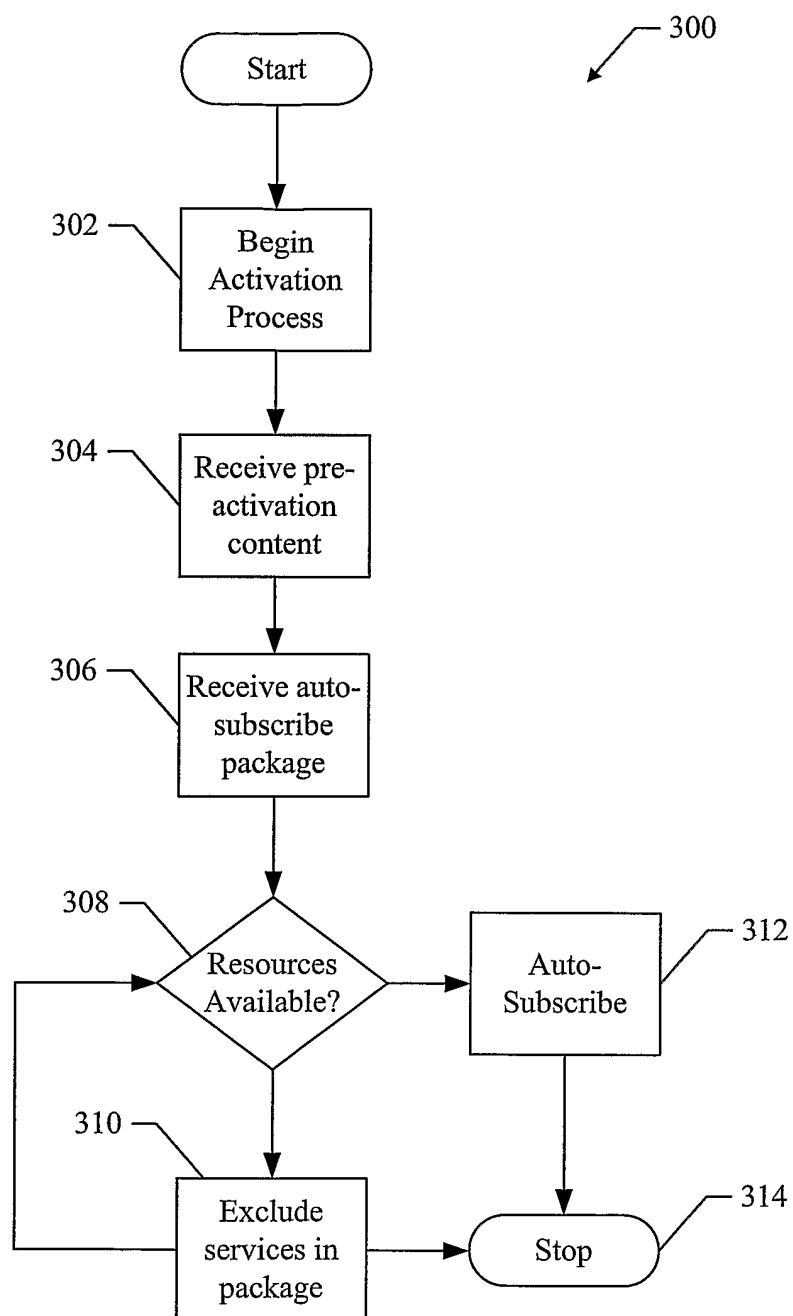 300
Start
302
Begin
Activation
Process
304
Receive pre-
activation
content
306
Receive auto-
subscribe
package
308
Resources
Available?
312
Auto-
Subscribe
310
Exclude
services in
package
314
Stop